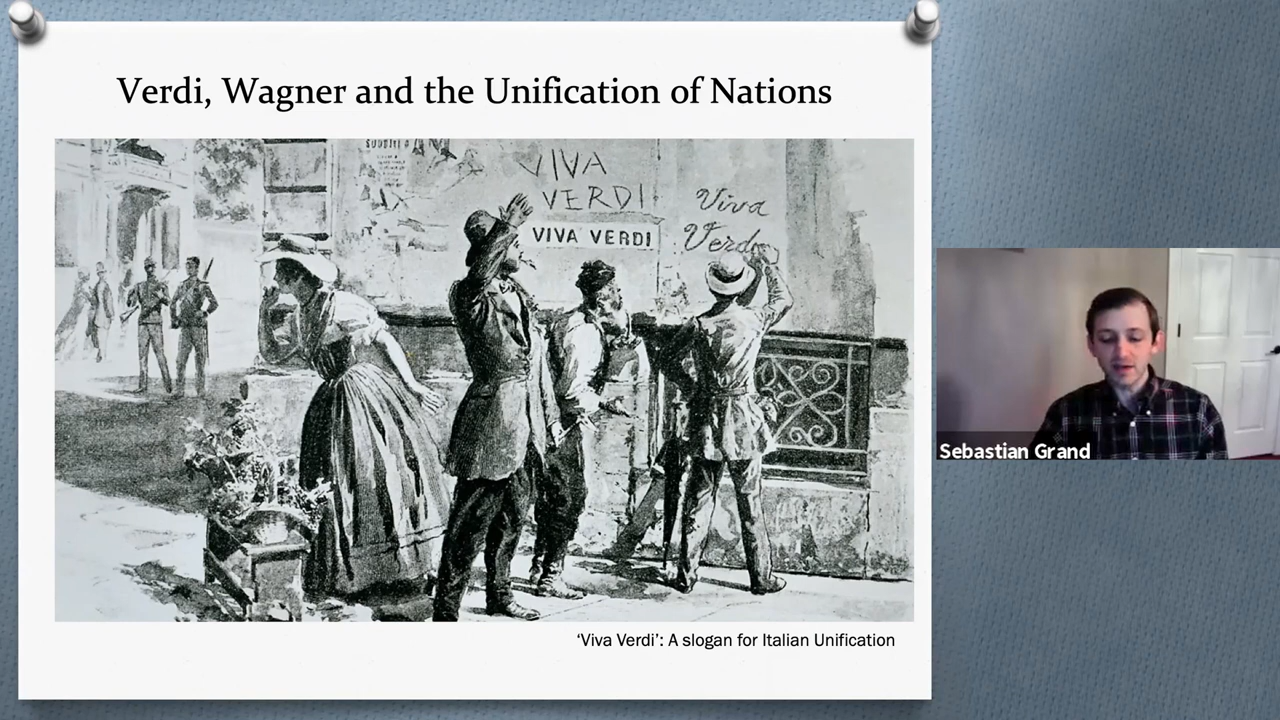 Verdi, Wagner and the Unification of Nations
VIVA
VERDI
VIVA VERDI
Viva
Verd
'Viva Verdi': A slogan for Italian Unification
Sebastian Grand